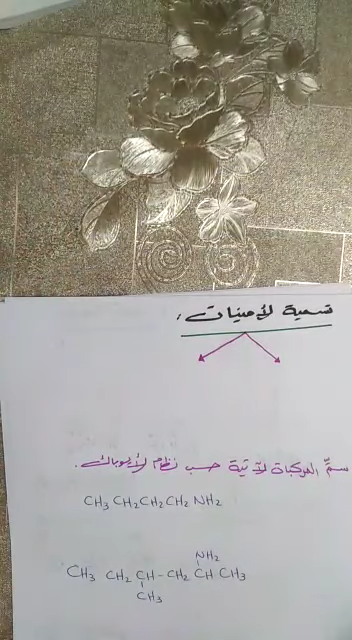 تسمية الأمينات :
سمِّ المركبات الآتية حسب نظام الأيوباك .
CH3 CH2CH2CH2 NH2
NH2
CH3 CH2 CH-CH2 CH CH3
CH3